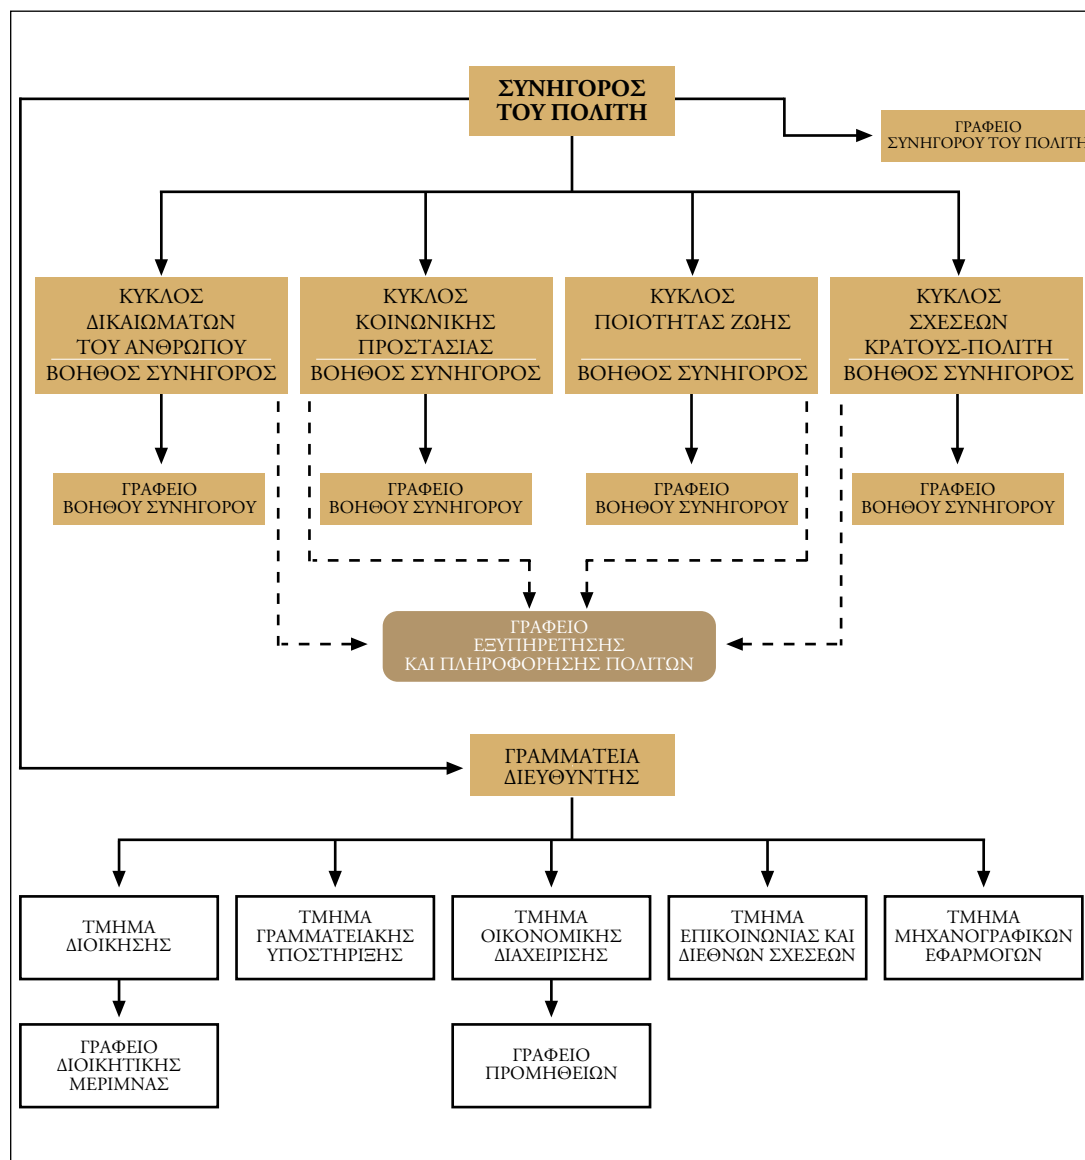 ΣΥΝΗΓΟΡΟΣ
ΤΟΥ ΠΟΛΙΤΗ
ΓΡΑΦΕΙΟ
ΣΥΝΗΓΟΡΟΥ ΤΟΥ ΠΟΛΙΤΗ
ΚΥΚΛΟΣ
ΔΙΚΑΙΩΜΑΤΩΝ
ΤΟΥ ΑΝΘΡΩΠΟΥ
ΒΟΗΘΟΣ ΣΥΝΗΓΟΡΟΣ
ΚΥΚΛΟΣ
ΚΟΙΝΩΝΙΚΗΣ
ΠΡΟΣΤΑΣΙΑΣ
ΒΟΗΘΟΣ ΣΥΝΗΓΟΡΟΣ
ΚΥΚΛΟΣ
ΠΟΙΟΤΗΤΑΣ ΖΩΗΣ
ΒΟΗΘΟΣ ΣΥΝΗΓΟΡΟΣ
ΚΥΚΛΟΣ
ΣΧΕΣΕΩΝ
ΚΡΑΤΟΥΣ-ΠΟΛΙΤΗ
ΒΟΗΘΟΣ ΣΥΝΗΓΟΡΟΣ
ΓΡΑΦΕΙΟ
ΒΟΗΘΟΥ ΣΥΝΗΓΟΡΟΥ
ΓΡΑΦΕΙΟ
ΒΟΗΘΟΥ ΣΥΝΗΓΟΡΟΥ
ΓΡΑΦΕΙΟ
ΒΟΗΘΟΥ ΣΥΝΗΓΟΡΟΥ
ΓΡΑΦΕΙΟ
ΒΟΗΘΟΥ ΣΥΝΗΓΟΡΟΥ
ΓΡΑΦΕΙΟ
ΕΞΥΠΗΡΕΤΗΣΗΣ
ΚΑΙ ΠΛΗΡΟΦΟΡΗΣΗΣ ΠΟΛΙΤΩΝ
ΓΡΑΜΜΑΤΕΙΑ
ΔΙΕΥΘΥΝΤΗΣ
ΤΜΗΜΑ
ΔΙΟΙΚΗΣΗΣ
ΤΜΗΜΑ
ΓΡΑΜΜΑΤΕΙΑΚΗΣ
ΥΠΟΣΤΗΡΙΞΗΣ
ΤΜΗΜΑ
ΟΙΚΟΝΟΜΙΚΗΣ
ΔΙΑΧΕΙΡΙΣΗΣ
ΤΜΗΜΑ
ΕΠΙΚΟΙΝΩΝΙΑΣ ΚΑΙ
ΔΙΕΘΝΩΝ ΣΧΕΣΕΩΝ
ΤΜΗΜΑ
ΜΗΧΑΝΟΓΡΑΦΙΚΩΝ
ΕΦΑΡΜΟΓΩΝ
ΓΡΑΦΕΙΟ
ΔΙΟΙΚΗΤΙΚΗΣ
ΜΕΡΙΜΝΑΣ
ΓΡΑΦΕΙΟ
ΠΡΟΜΗΘΕΙΩΝ